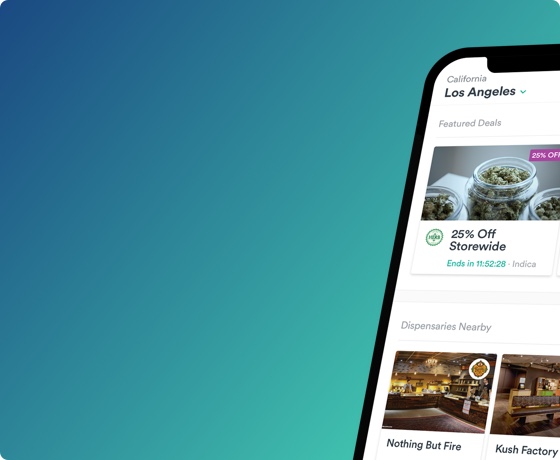 California
Los Angeles
Featured Deals
25% OFF
25% Off
Storewide
Ends in 11:52:28 · Indica
Dispensaries Nearby
Nothing But Fire
Kush Factory